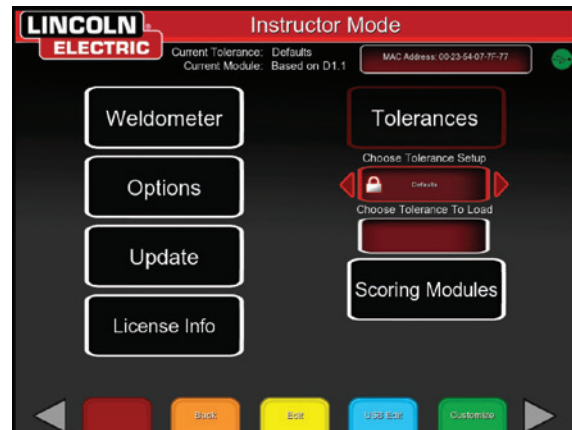 LINCOLN
ELECTRIC
Instructor Mode
Current Tolerance: Defaults
Current Module: Based on D1.1
MAC Address: 00-23-54-07-7F-77
Weldometer
Options
Update
License Info
Tolerances
Choose Tolerance Setup
Defaults
Choose Tolerance To Load
Scoring Modules
Back
Edit
USB Edit
Customize